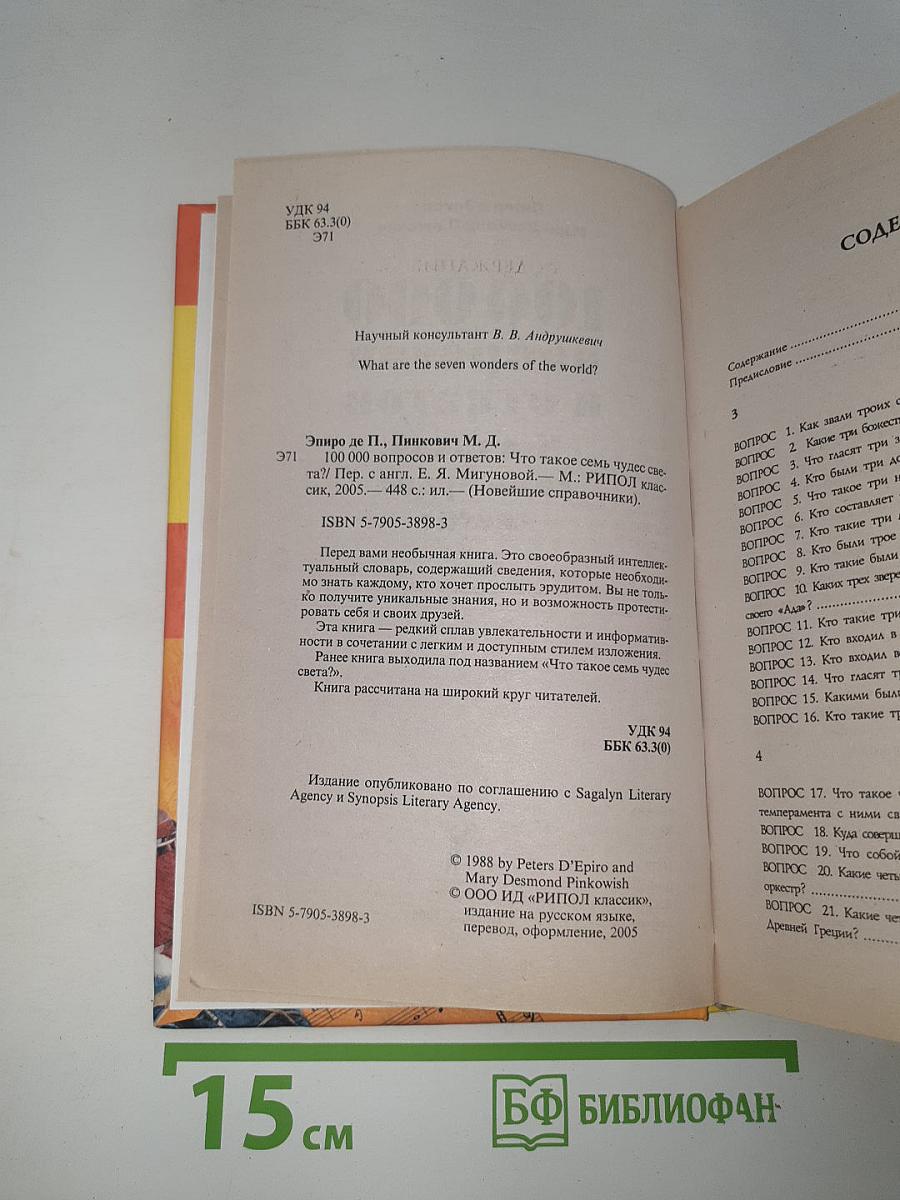 УДК 94
ББК 63.3(0)
Э71
Научный консультант В. В. Андрушкевич
What are the seven wonders of the world?
Эпиро де П., Пинкович М. Д.
Э71 100 000 вопросов и ответов: Что такое семь чудес све-
та?/ Пер. с англ. Е. Я. Мигуновой.— М.: РИПОЛ клас-
сик, 2005.— 448 с.: ил.— (Новейшие справочники).
ISBN 5-7905-3898-3
Перед вами необычная книга. Это своеобразный интеллек-
туальный словарь, содержащий сведения, которые необходи-
мо знать каждому, кто хочет прослыть эрудитом. Вы не толь-
ко получите уникальные знания, но и возможность протести-
ровать себя и своих друзей.
Эта книга — редкий сплав увлекательности и информатив-
ности в сочетании с легким и доступным стилем изложения.
Ранее книга выходила под названием «Что такое семь чудес
света?».
Книга рассчитана на широкий круг читателей.
УДК 94
ББК 63.3(0)
Издание опубликовано по соглашению с Sagalyn Literary
Agency и Synopsis Literary Agency.
© 1988 by Peters D'Epiro and
Mary Desmond Pinkowish
© ООО ИД «РИПОЛ классик»,
издание на русском языке,
перевод, оформление, 2005
ISBN 5-7905-3898-3
СОДЕ
Содержание
Предисловие
3
ВОПРОС 1. Как звали троих с
ВОПРОС 2. Какие три божест
ВОПРОС 3. Что гласят три з
ВОПРОС 4. Кто были три до
ВОПРОС 5. Что такое три н
ВОПРОС 6. Кто составляет
ВОПРОС 7. Кто такие три д
ВОПРОС 8. Кто были трое
ВОПРОС 9. Кто такие были
ВОПРОС 10. Каких трех звере
своего «Ада»?
ВОПРОС 11. Кто такие три
ВОПРОС 12. Кто входил в
ВОПРОС 13. Кто входил в
ВОПРОС 14. Что гласят т
ВОПРОС 15. Какими были
ВОПРОС 16. Кто такие т
4
ВОПРОС 17. Что такое ч
темперамента с ними св
ВОПРОС 18. Куда соверш
ВОПРОС 19. Что собой
ВОПРОС 20. Какие четы
оркестр?
ВОПРОС 21. Какие че
Древней Греции?
15 см
БФ БИБЛИОФАН